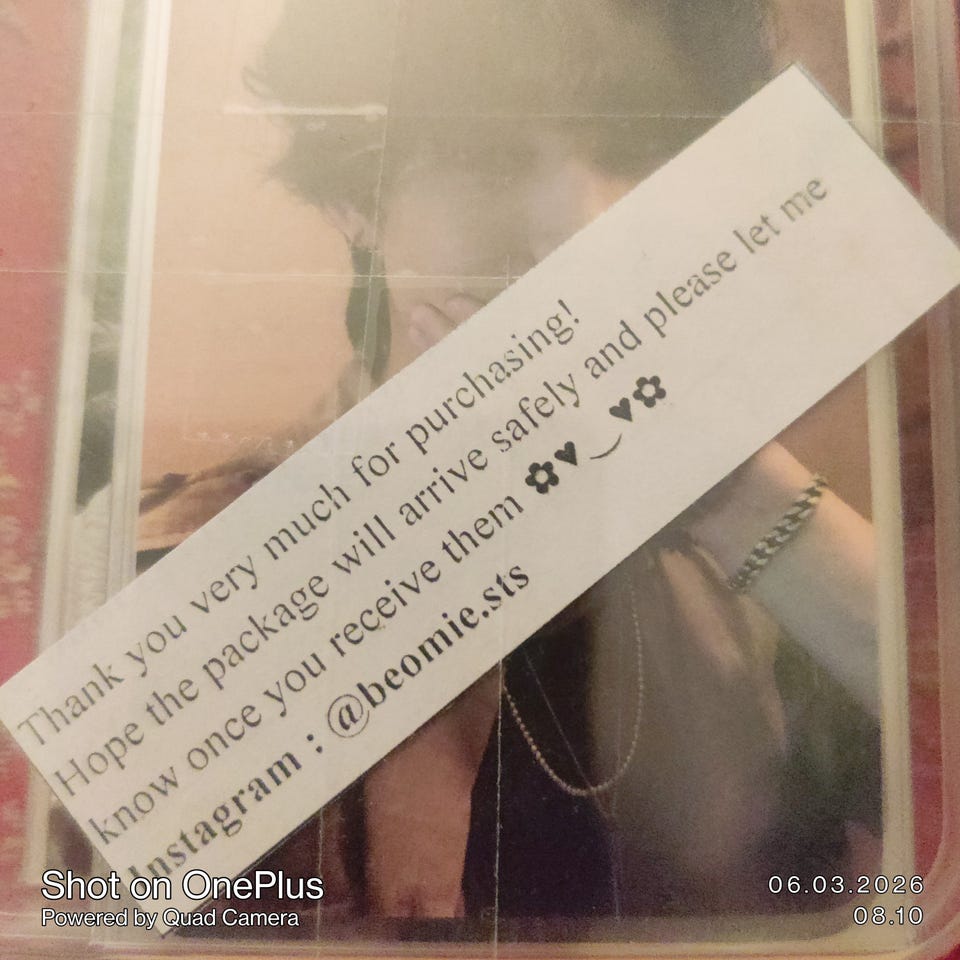 Thank you very much for purchasing!
Hope the package will arrive safely and please let me
know once you receive them ✿♥‿♥✿
Instagram : @beomie.sts
Shot on OnePlus
Powered by Quad Camera
06.03.2026
08.10